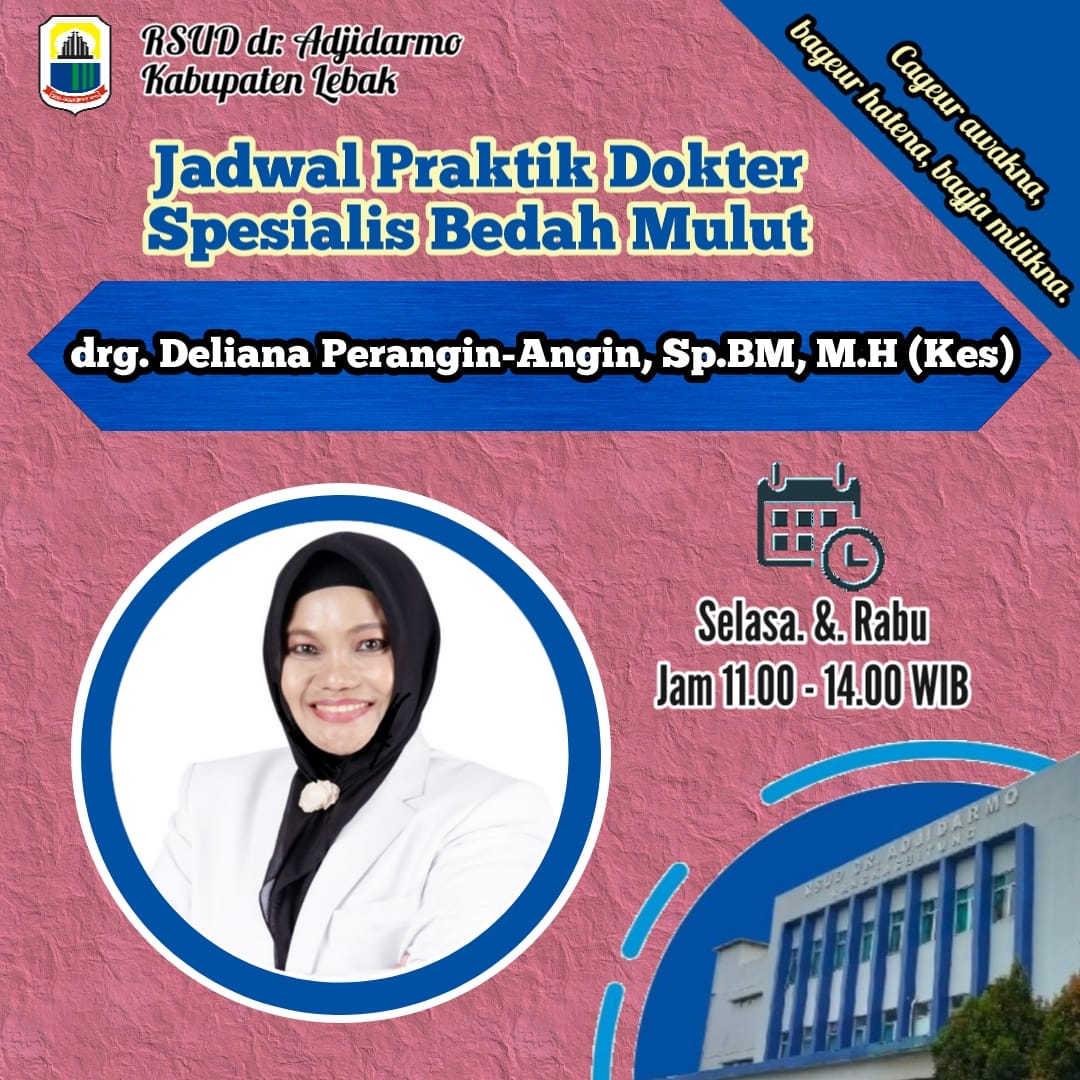 RSUD dr. Adjidarmo
Kabupaten Lebak
Cageur awakna,
bageur hatena, bagja milikna.
Jadwal Praktik Dokter
Spesialis Bedah Mulut
drg. Deliana Perangin-Angin, Sp.BM, M.H (Kes)
Selasa. &. Rabu
Jam 11.00 - 14.00 WIB
RSUD DR. ADJIDARMO
RANGKASBITUNG